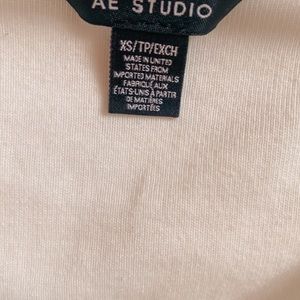 AE STUDIO
XS/TP/EXCH
MADE IN UNITED
STATES FROM
IMPORTED MATERIALS
FABRIQUÉ AUX
ÉTATS-UNIS À PARTIR
DE MATIÈRES
IMPORTÉES